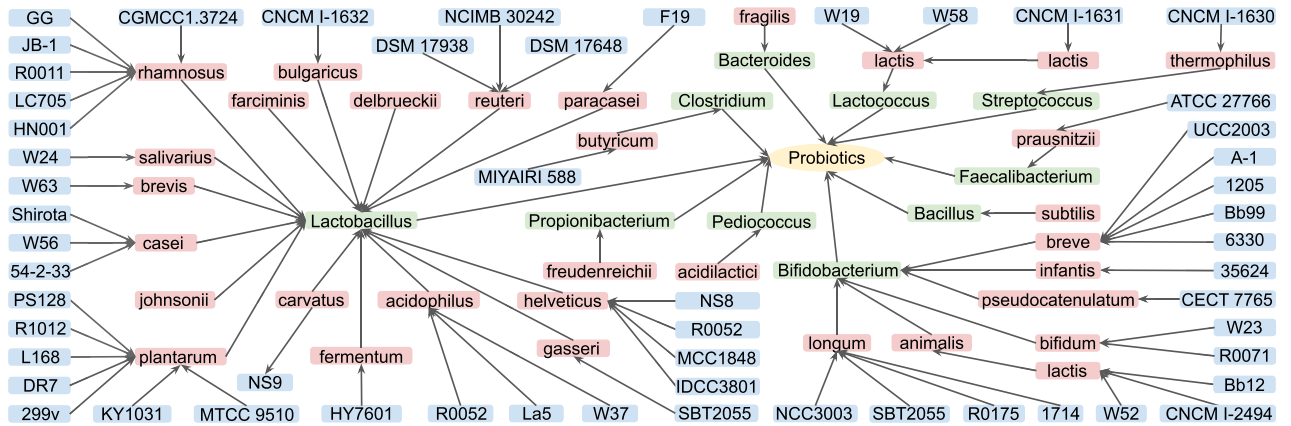 GG
CGMCC1.3724
CNCM I-1632
NCIMB 30242
F19
fragilis
W19
W58
CNCM I-1631
CNCM I-1630
JB-1
DSM 17938
DSM 17648
Bacteroides
lactis
lactis
thermophilus
R0011
rhamnosus
bulgaricus
LC705
farciminis
delbrueckii
reuteri
paracasei
Clostridium
Lactococcus
Streptococcus
ATCC 27766
HN001
butyricum
prausnitzii
UCC2003
W24
salivarius
Probiotics
A-1
W63
brevis
MIYAIRI 588
Faecalibacterium
1205
Shirota
Lactobacillus
Propionibacterium
Pediococcus
Bacillus
subtilis
Bb99
W56
casei
breve
6330
54-2-33
freudenreichii
acidilactici
Bifidobacterium
infantis
35624
PS128
johnsonii
carvatus
acidophilus
helveticus
NS8
pseudocatenulatum
CECT 7765
R1012
R0052
W23
L168
plantarum
fermentum
gasseri
MCC1848
longum
animalis
bifidum
R0071
DR7
NS9
IDCC3801
lactis
Bb12
299v
KY1031
MTCC 9510
HY7601
R0052
La5
W37
SBT2055
NCC3003
SBT2055
R0175
1714
W52
CNCM I-2494